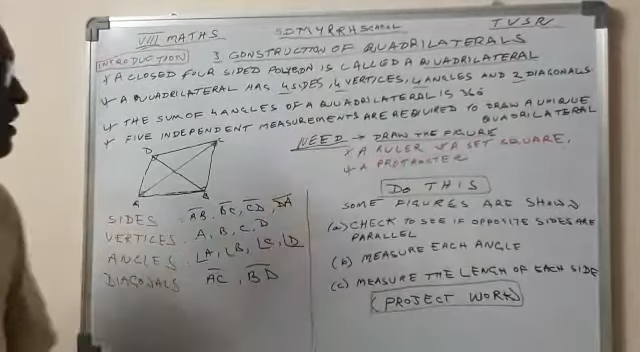 VIII MATHS SDMYRRH SCHOOL TVSR
INTRODUCTION 3 CONSTRUCTION OF QUADRILATERALS
* A CLOSED FOUR SIDED POLYGON IS CALLED A QUADRILATERAL
* A QUADRILATERAL HAS 4 SIDES, 4 VERTICES, 4 ANGLES AND 2 DIAGONALS
* THE SUM OF 4 ANGLES OF A QUADRILATERAL IS 360
* FIVE INDEPENDENT MEASUREMENTS ARE REQUIRED TO DRAW A UNIQUE
QUADRILATERAL
NEED → DRAW THE FIGURE
* A RULER * A SET SQUARE,
* A PROTRACTER
D C
A B
SIDES AB, BC, CD, DA
VERTICES A, B, C, D
ANGLES ∠A, ∠B, ∠C, ∠D
DIAGONALS AC, BD
DO THIS
SOME FIGURES ARE SHOWN
(a) CHECK TO SEE IF OPPOSITE SIDES ARE
PARALLEL
(b) MEASURE EACH ANGLE
(c) MEASURE THE LENGH OF EACH SIDE
(PROJECT WORK)